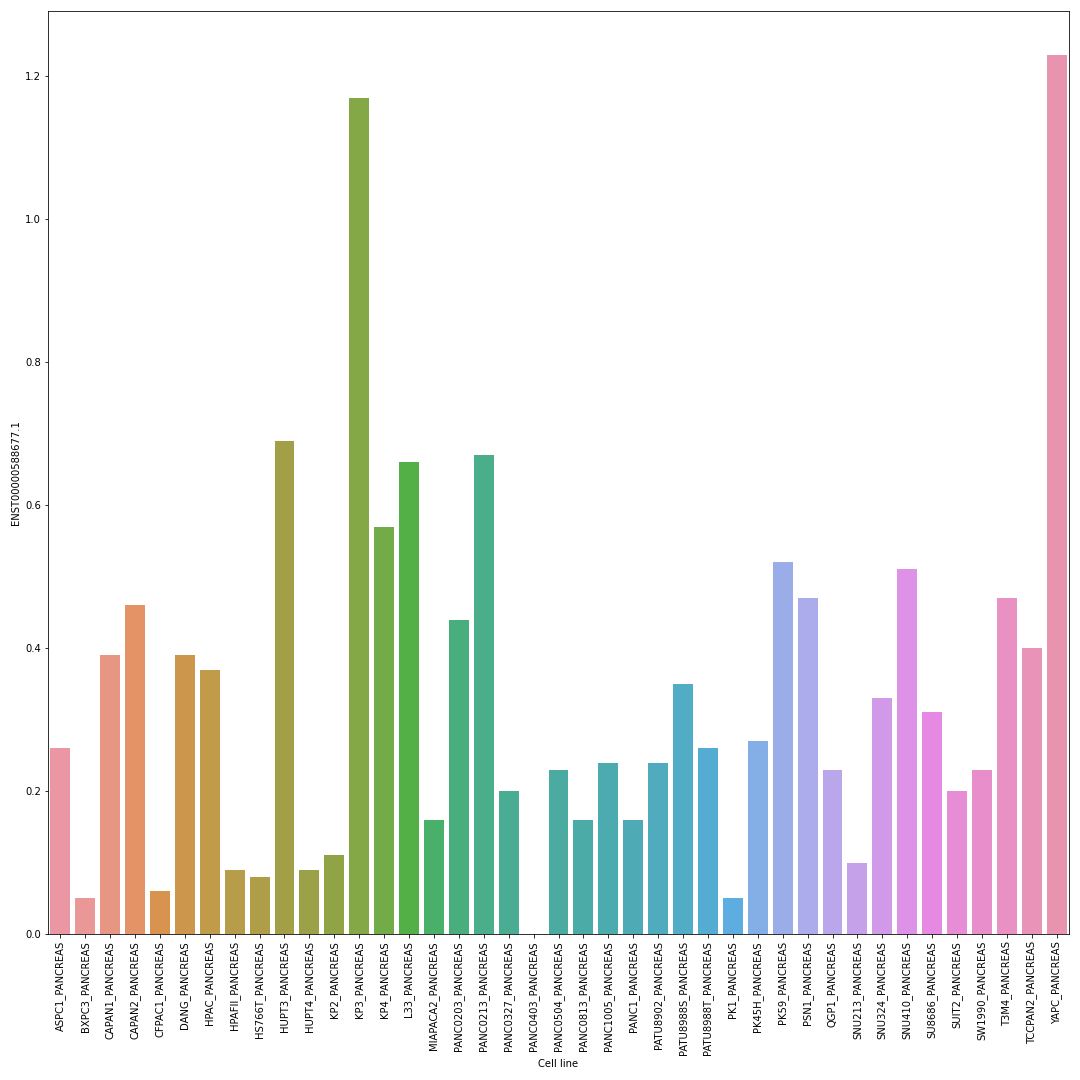 1.2
1.0
0.8
0.6
0.4
0.2
0.0
ENST00000588677.1
ASPC1_PANCREAS
BXPC3_PANCREAS
CAPAN1_PANCREAS
CAPAN2_PANCREAS
CFPAC1_PANCREAS
DANG_PANCREAS
HPAC_PANCREAS
HPAFII_PANCREAS
HS766T_PANCREAS
HUPT3_PANCREAS
HUPT4_PANCREAS
KP2_PANCREAS
KP3_PANCREAS
KP4_PANCREAS
L33_PANCREAS
MIAPACA2_PANCREAS
PANC0203_PANCREAS
PANC0213_PANCREAS
PANC0327_PANCREAS
PANC0403_PANCREAS
PANC0504_PANCREAS
PANC0813_PANCREAS
PANC1005_PANCREAS
PANC1_PANCREAS
PATU8902_PANCREAS
PATU8988S_PANCREAS
PATU8988T_PANCREAS
PK1_PANCREAS
PK45H_PANCREAS
PK59_PANCREAS
PSN1_PANCREAS
QGP1_PANCREAS
SNU213_PANCREAS
SNU324_PANCREAS
SNU410_PANCREAS
SU8686_PANCREAS
SUIT2_PANCREAS
SW1990_PANCREAS
T3M4_PANCREAS
TCCPAN2_PANCREAS
YAPC_PANCREAS
Cell line